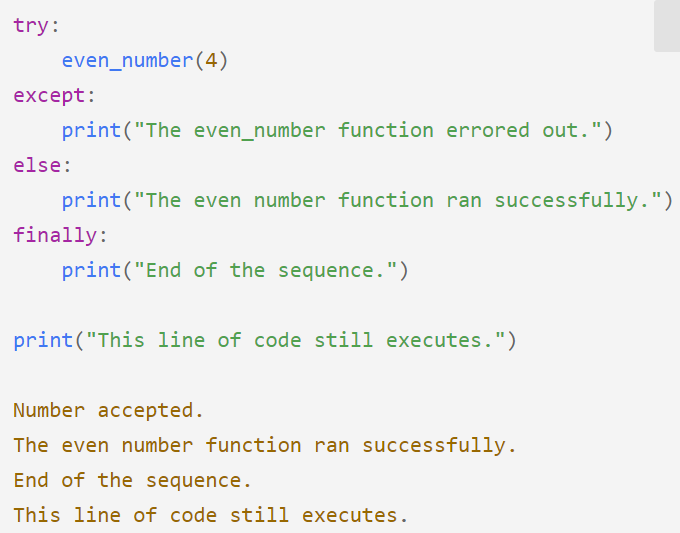 try:
    even_number(4)
except:
    print("The even_number function errored out.")
else:
    print("The even number function ran successfully.")
finally:
    print("End of the sequence.")

print("This line of code still executes.")

Number accepted.
The even number function ran successfully.
End of the sequence.
This line of code still executes.